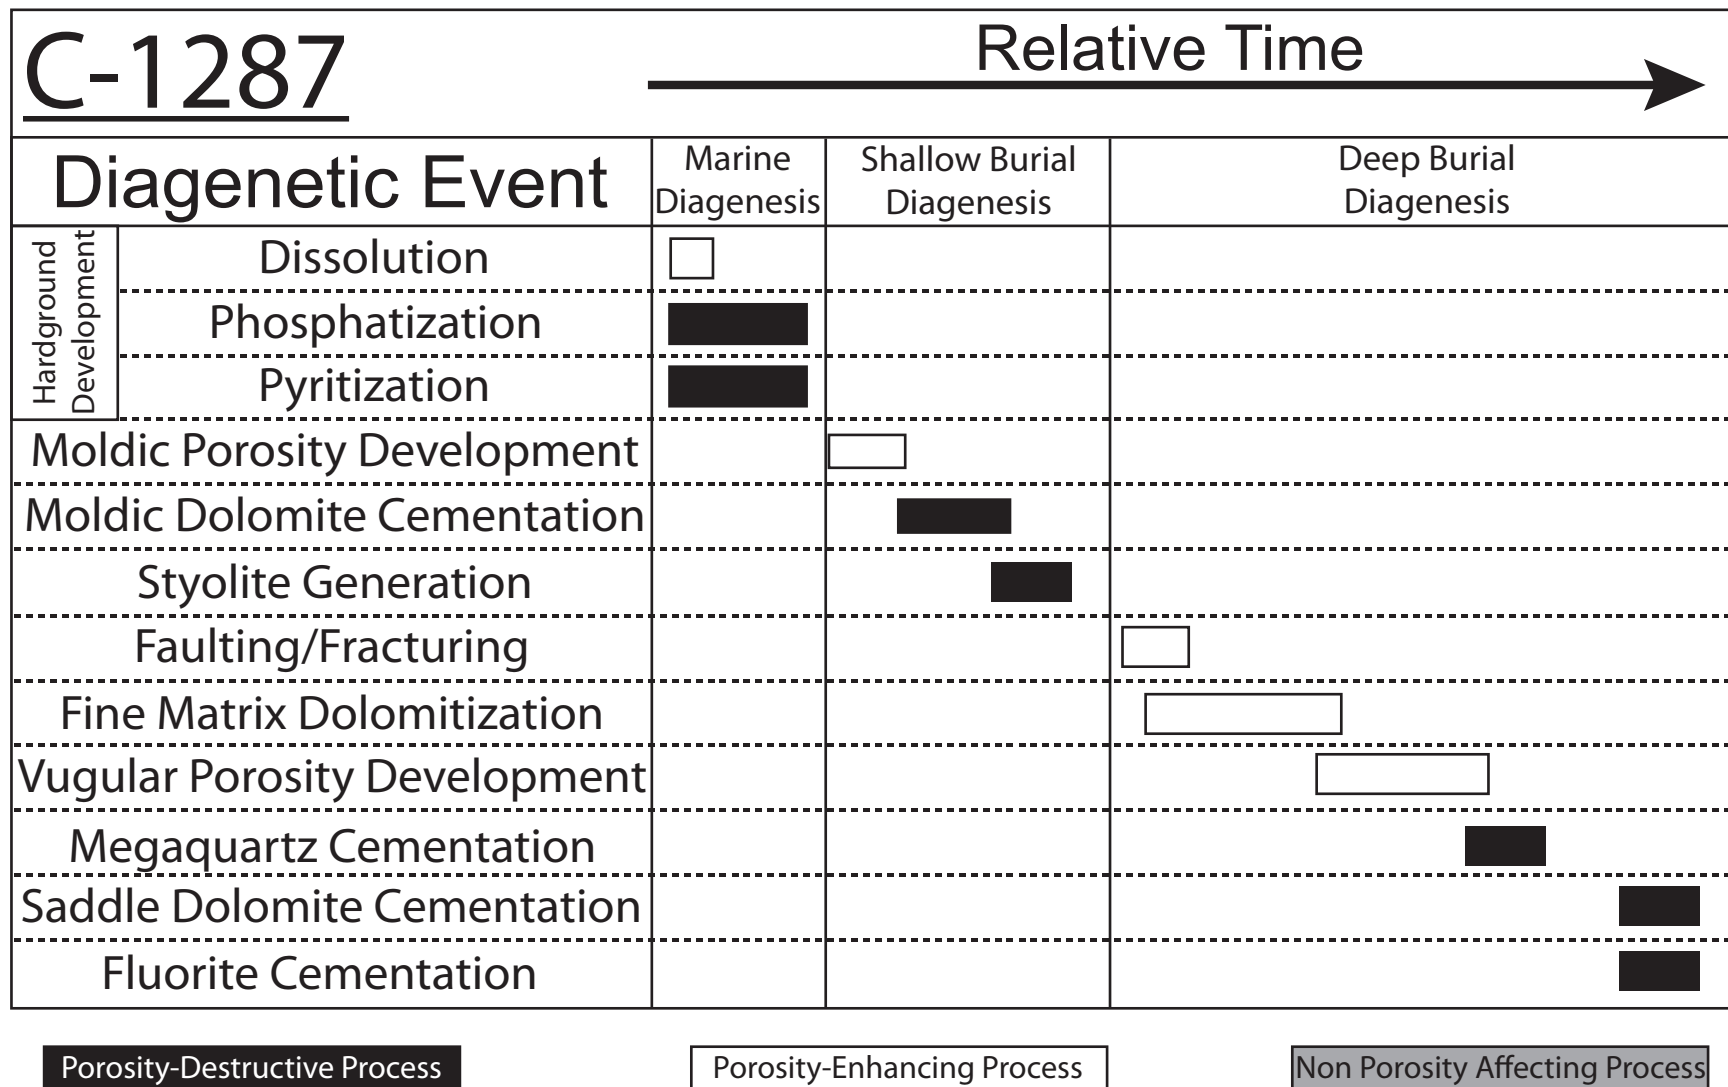 C-1287
Relative Time
Diagenetic Event
Marine
Diagenesis
Shallow Burial
Diagenesis
Deep Burial
Diagenesis
Hardground
Development
Dissolution
Phosphatization
Pyritization
Moldic Porosity Development
Moldic Dolomite Cementation
Styolite Generation
Faulting/Fracturing
Fine Matrix Dolomitization
Vugular Porosity Development
Megaquartz Cementation
Saddle Dolomite Cementation
Fluorite Cementation
Porosity-Destructive Process
Porosity-Enhancing Process
Non Porosity Affecting Process